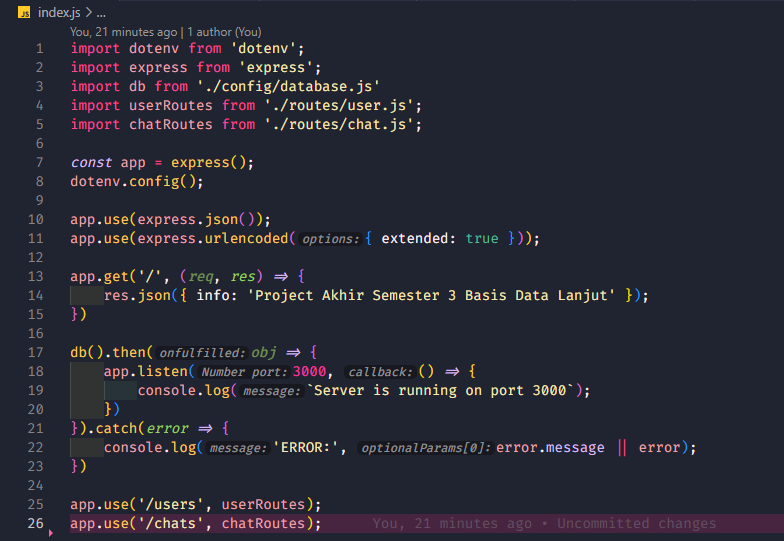 JS index.js > ...
You, 21 minutes ago | 1 author (You)
1 import dotenv from 'dotenv';
2 import express from 'express';
3 import db from './config/database.js'
4 import userRoutes from './routes/user.js';
5 import chatRoutes from './routes/chat.js';
6
7 const app = express();
8 dotenv.config();
9
10 app.use(express.json());
11 app.use(express.urlencoded( options: { extended: true }));
12
13 app.get('/', (req, res) => {
14     res.json({ info: 'Project Akhir Semester 3 Basis Data Lanjut' });
15 })
16
17 db().then( onfulfilled: obj => {
18     app.listen( Number port: 3000, callback: () => {
19         console.log( message: `Server is running on port 3000`);
20     })
21 }).catch(error => {
22     console.log( message: 'ERROR:', optionalParams[0]: error.message || error);
23 })
24
25 app.use('/users', userRoutes);
26 app.use('/chats', chatRoutes); You, 21 minutes ago • Uncommitted changes